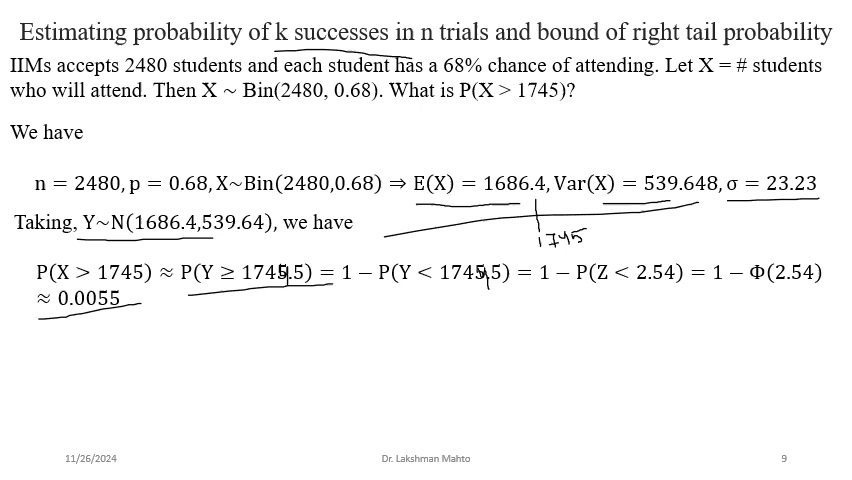 Estimating probability of k successes in n trials and bound of right tail probability
IIMs accepts 2480 students and each student has a 68% chance of attending. Let X = # students
who will attend. Then X ~ Bin(2480, 0.68). What is P(X > 1745)?
We have
n = 2480, p = 0.68, X~Bin(2480,0.68) ⇒ E(X) = 1686.4, Var(X) = 539.648, σ = 23.23
Taking, Y~N(1686.4,539.64), we have
1745
P(X > 1745) ≈ P(Y ≥ 1745.5) = 1 − P(Y < 1745.5) = 1 − P(Z < 2.54) = 1 − Φ(2.54)
≈ 0.0055
11/26/2024
Dr. Lakshman Mahto
9